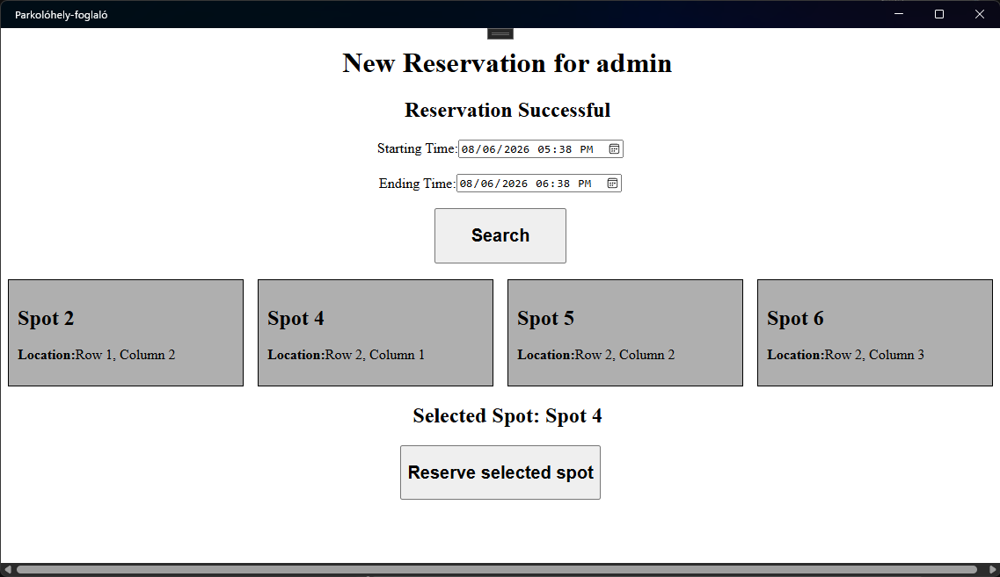 Parkolóhely-foglaló
New Reservation for admin
Reservation Successful
Starting Time: 08/06/2026 05:38 PM
Ending Time: 08/06/2026 06:38 PM
Search
Spot 2
Location:Row 1, Column 2
Spot 4
Location:Row 2, Column 1
Spot 5
Location:Row 2, Column 2
Spot 6
Location:Row 2, Column 3
Selected Spot: Spot 4
Reserve selected spot